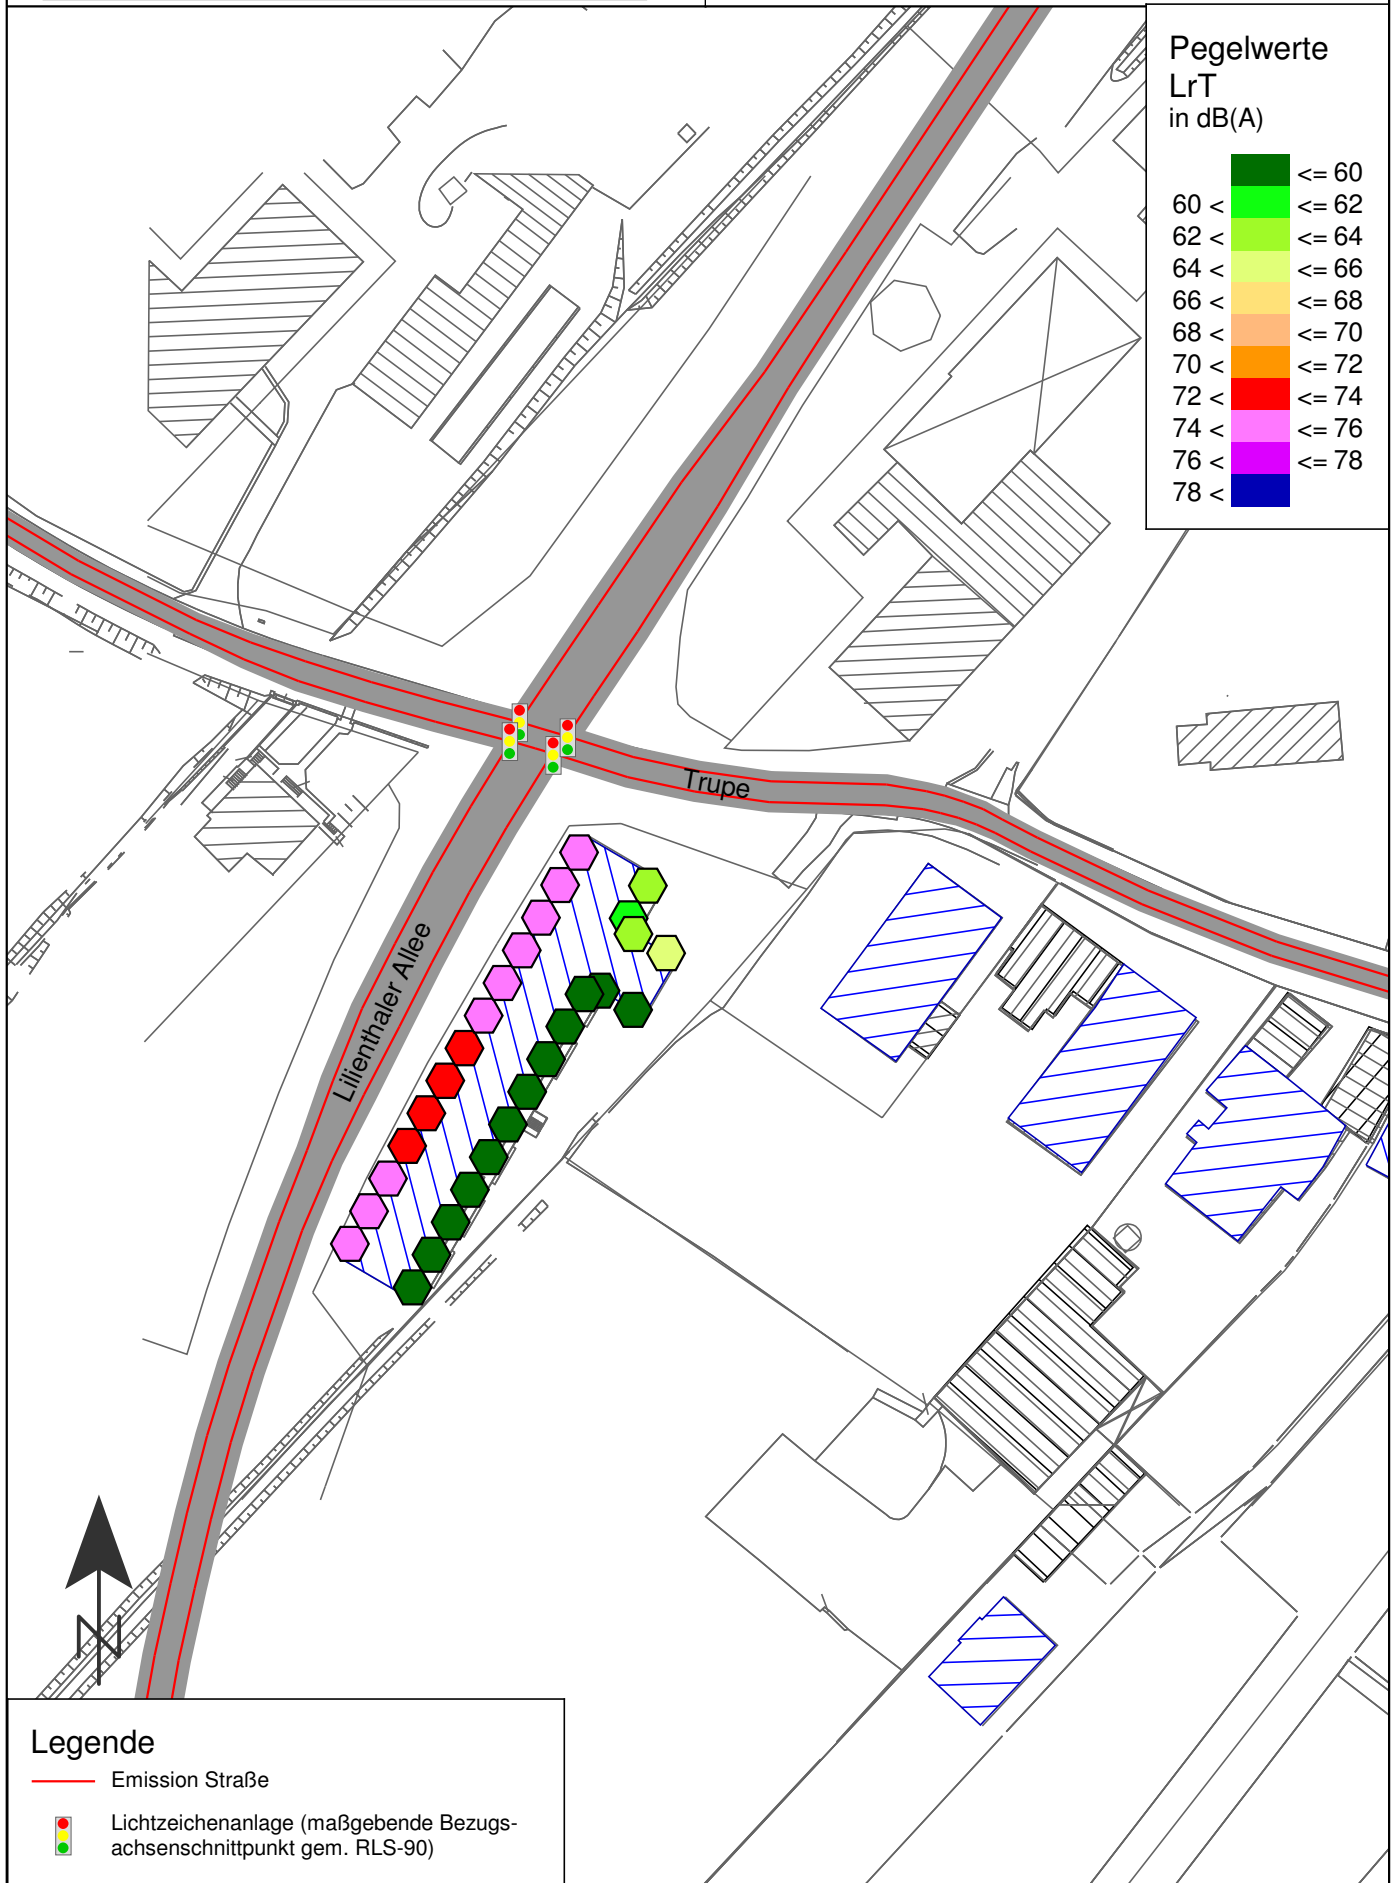 Pegelwerte
LrT
in dB(A)
<= 60
60 < <= 62
62 < <= 64
64 < <= 66
66 < <= 68
68 < <= 70
70 < <= 72
72 < <= 74
74 < <= 76
76 < <= 78
78 <
Trupe
Lilienthaler Allee
N
Legende
Emission Straße
Lichtzeichenanlage (maßgebende Bezugs-
achsenschnittpunkt gem. RLS-90)